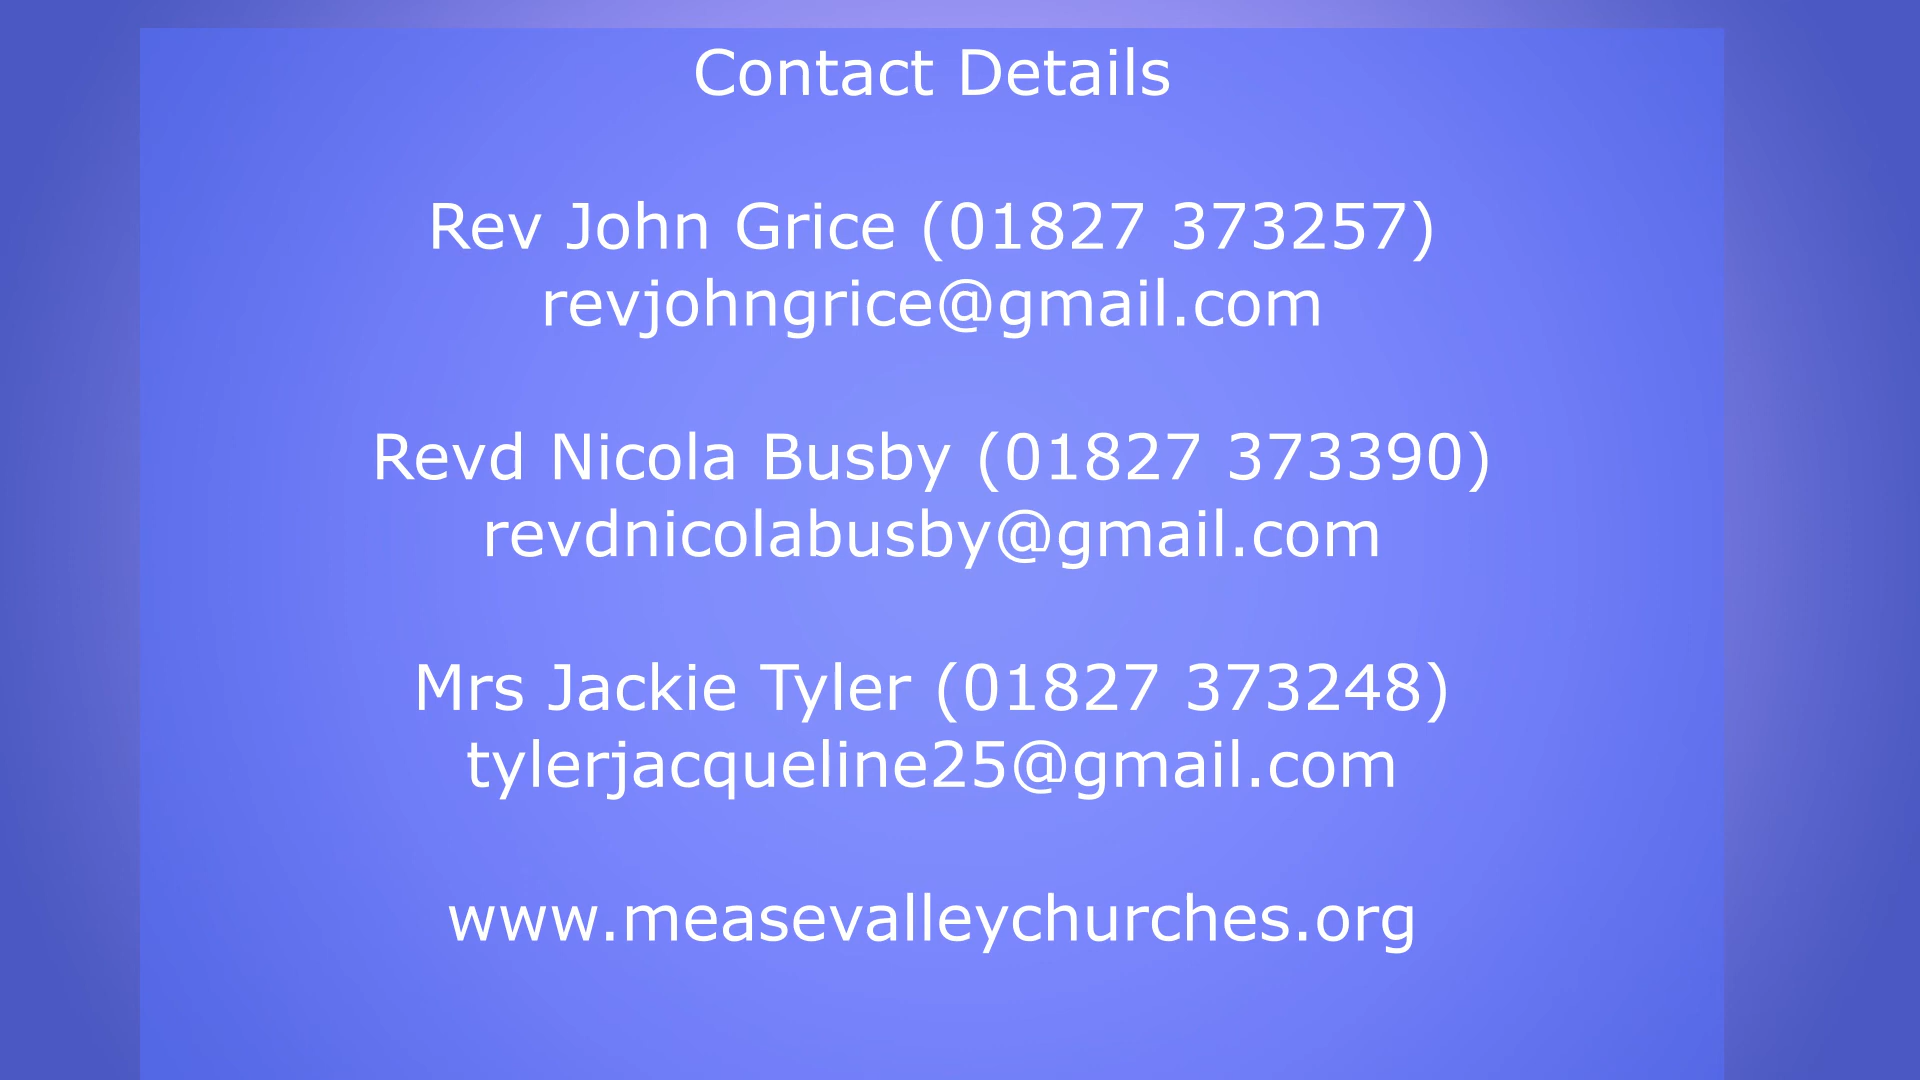 Contact Details
Rev John Grice (01827 373257)
revjohngrice@gmail.com
Revd Nicola Busby (01827 373390)
revdnicolabusby@gmail.com
Mrs Jackie Tyler (01827 373248)
tylerjacqueline25@gmail.com
www.measevalleychurches.org